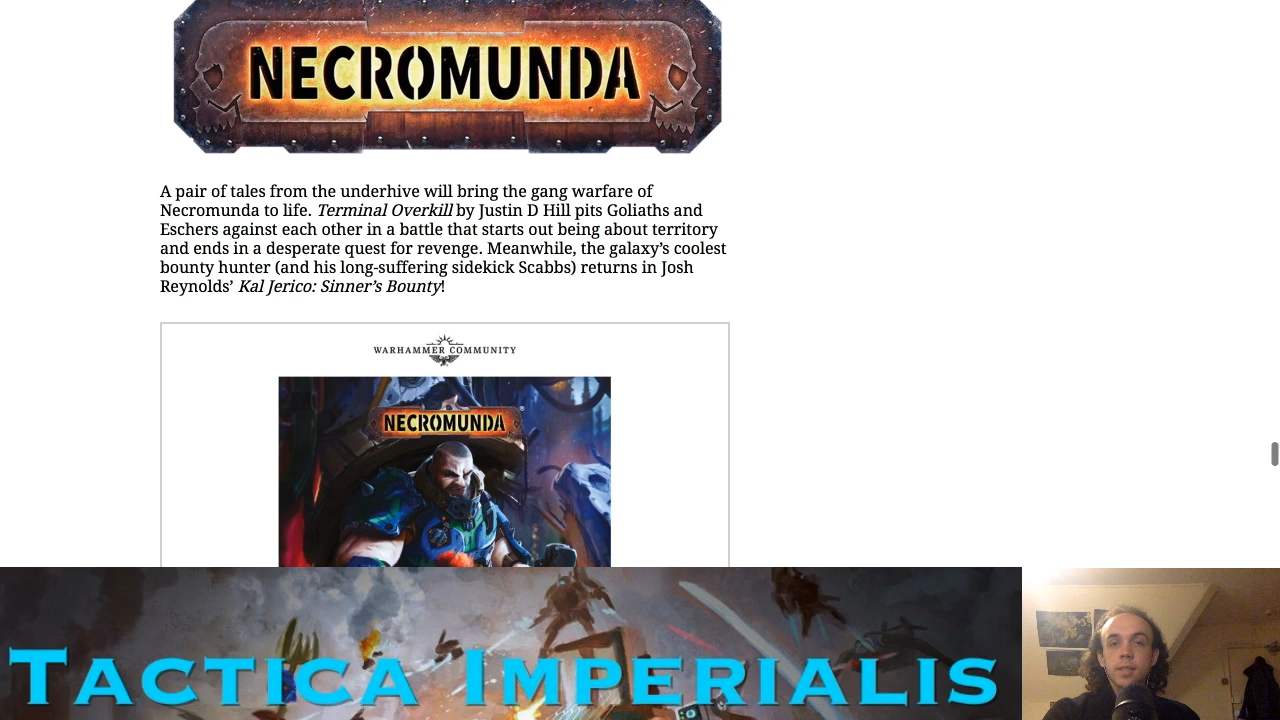 NECROMUNDA
A pair of tales from the underhive will bring the gang warfare of
Necromunda to life. Terminal Overkill by Justin D Hill pits Goliaths and
Eschers against each other in a battle that starts out being about territory
and ends in a desperate quest for revenge. Meanwhile, the galaxy’s coolest
bounty hunter (and his long-suffering sidekick Scabbs) returns in Josh
Reynolds’ Kal Jerico: Sinner’s Bounty!
WARHAMMER COMMUNITY
NECROMUNDA®
TACTICA IMPERIALIS